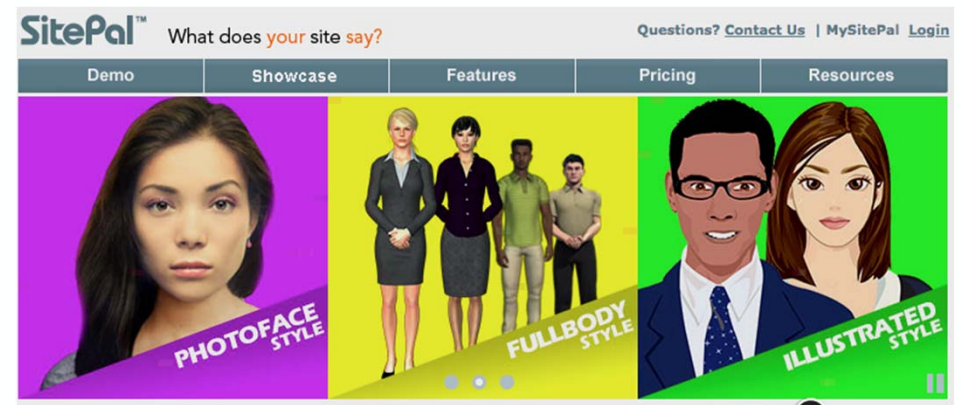 SitePal™ What does your site say?
Questions? Contact Us | MySitePal Login
Demo Showcase Features Pricing Resources
PHOTOFACE
STYLE
FULLBODY
STYLE
ILLUSTRATED
STYLE